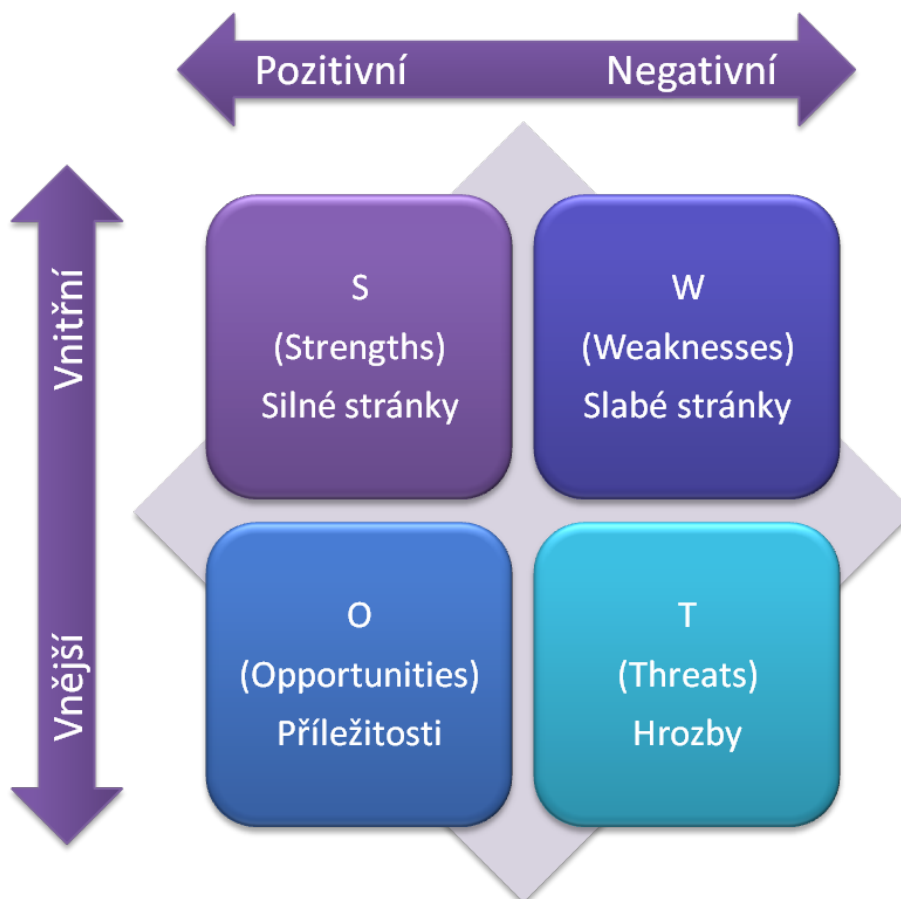 Pozitivní
Negativní
Vnitřní
Vnější
S
(Strengths)
Silné stránky
W
(Weaknesses)
Slabé stránky
O
(Opportunities)
Příležitosti
T
(Threats)
Hrozby